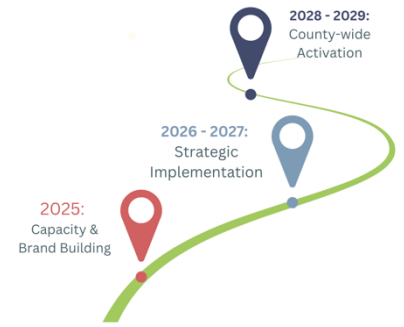 2028 - 2029:
County-wide
Activation
2026 - 2027:
Strategic
Implementation
2025:
Capacity &
Brand Building